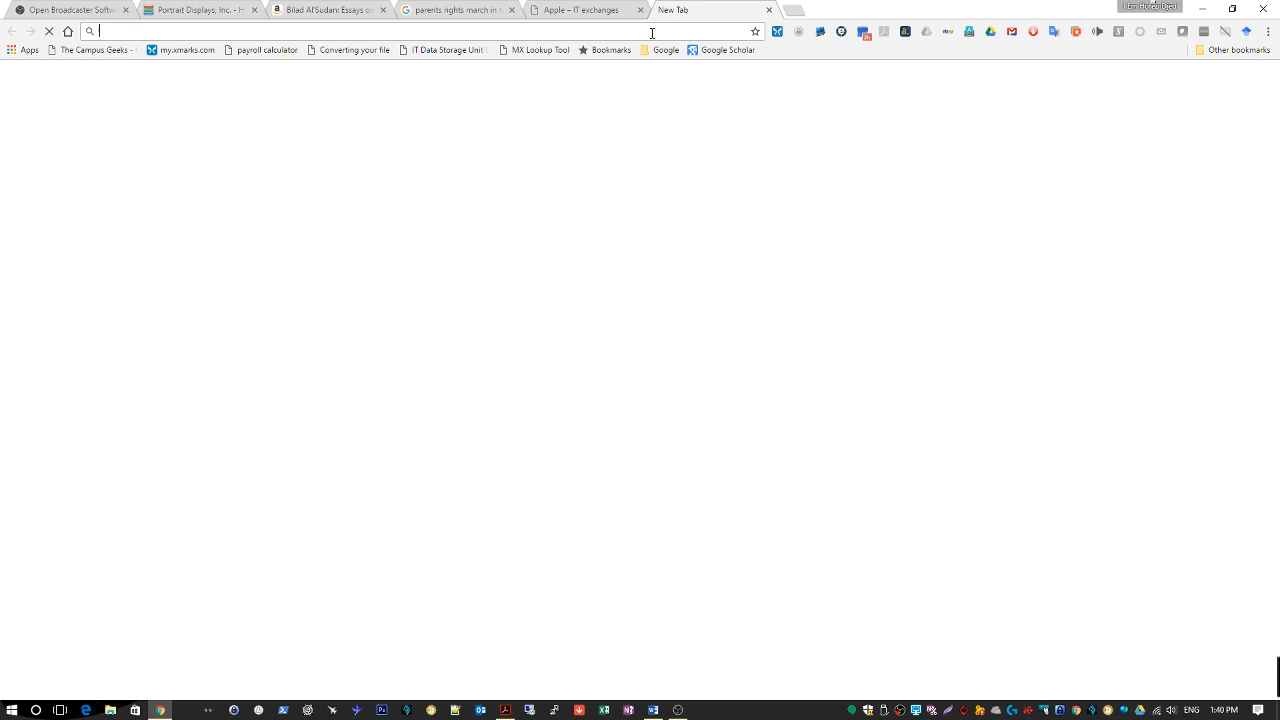 Open Broadcaster Softw
Portrait Displays, Inc. - H
Bilad Al'Sudan: Essays o
parents rights march in t
Apple – IT exchanges
New Tab
Apps
The Campus Geeks -
my.xmarks.com
payroll calculator
Converting your file
IT Data Storage Unit
MX Lookup Tool
Bookmarks
Google
Google Scholar
Other bookmarks
ENG
1:40 PM